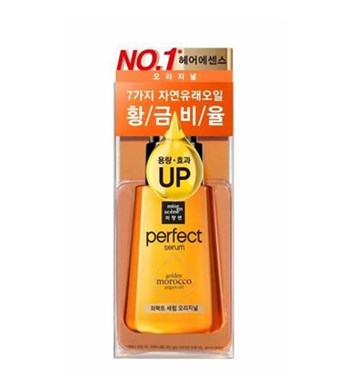 NO.1* 헤어에센스
오리지널
7가지 자연유래오일
황/금비/율
용량·효과
UP
mise
en
scène
미쟝센
perfect
serum
golden
morocco
argan oil
퍼펙트 세럼 오리지널